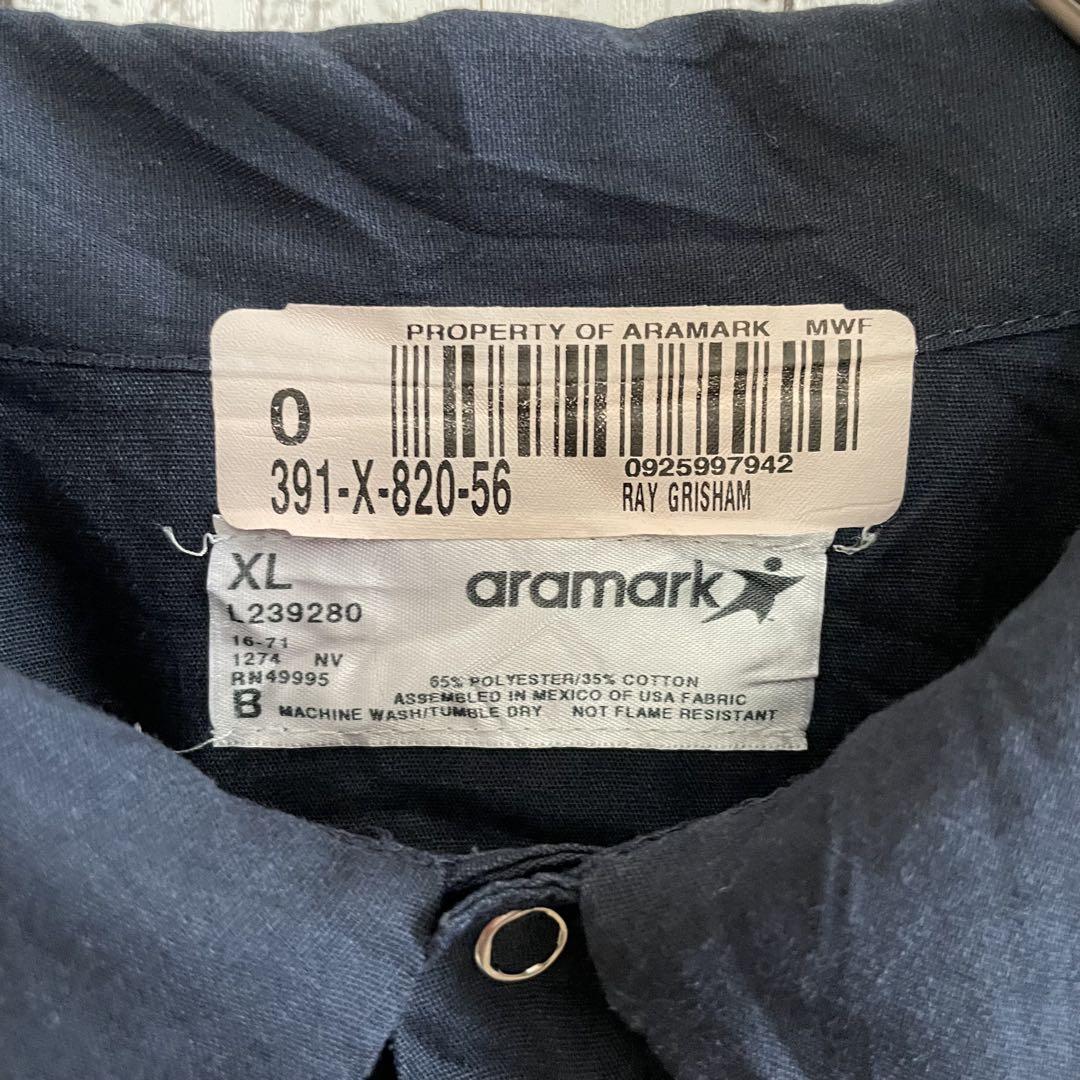 PROPERTY OF ARAMARK MWF
0
391-X-820-56
0925997942
RAY GRISHAM
XL
aramark
L239280
16-71
1274 NV
RN49995
65% POLYESTER/35% COTTON
ASSEMBLED IN MEXICO OF USA FABRIC
B MACHINE WASH/TUMBLE DRY NOT FLAME RESISTANT